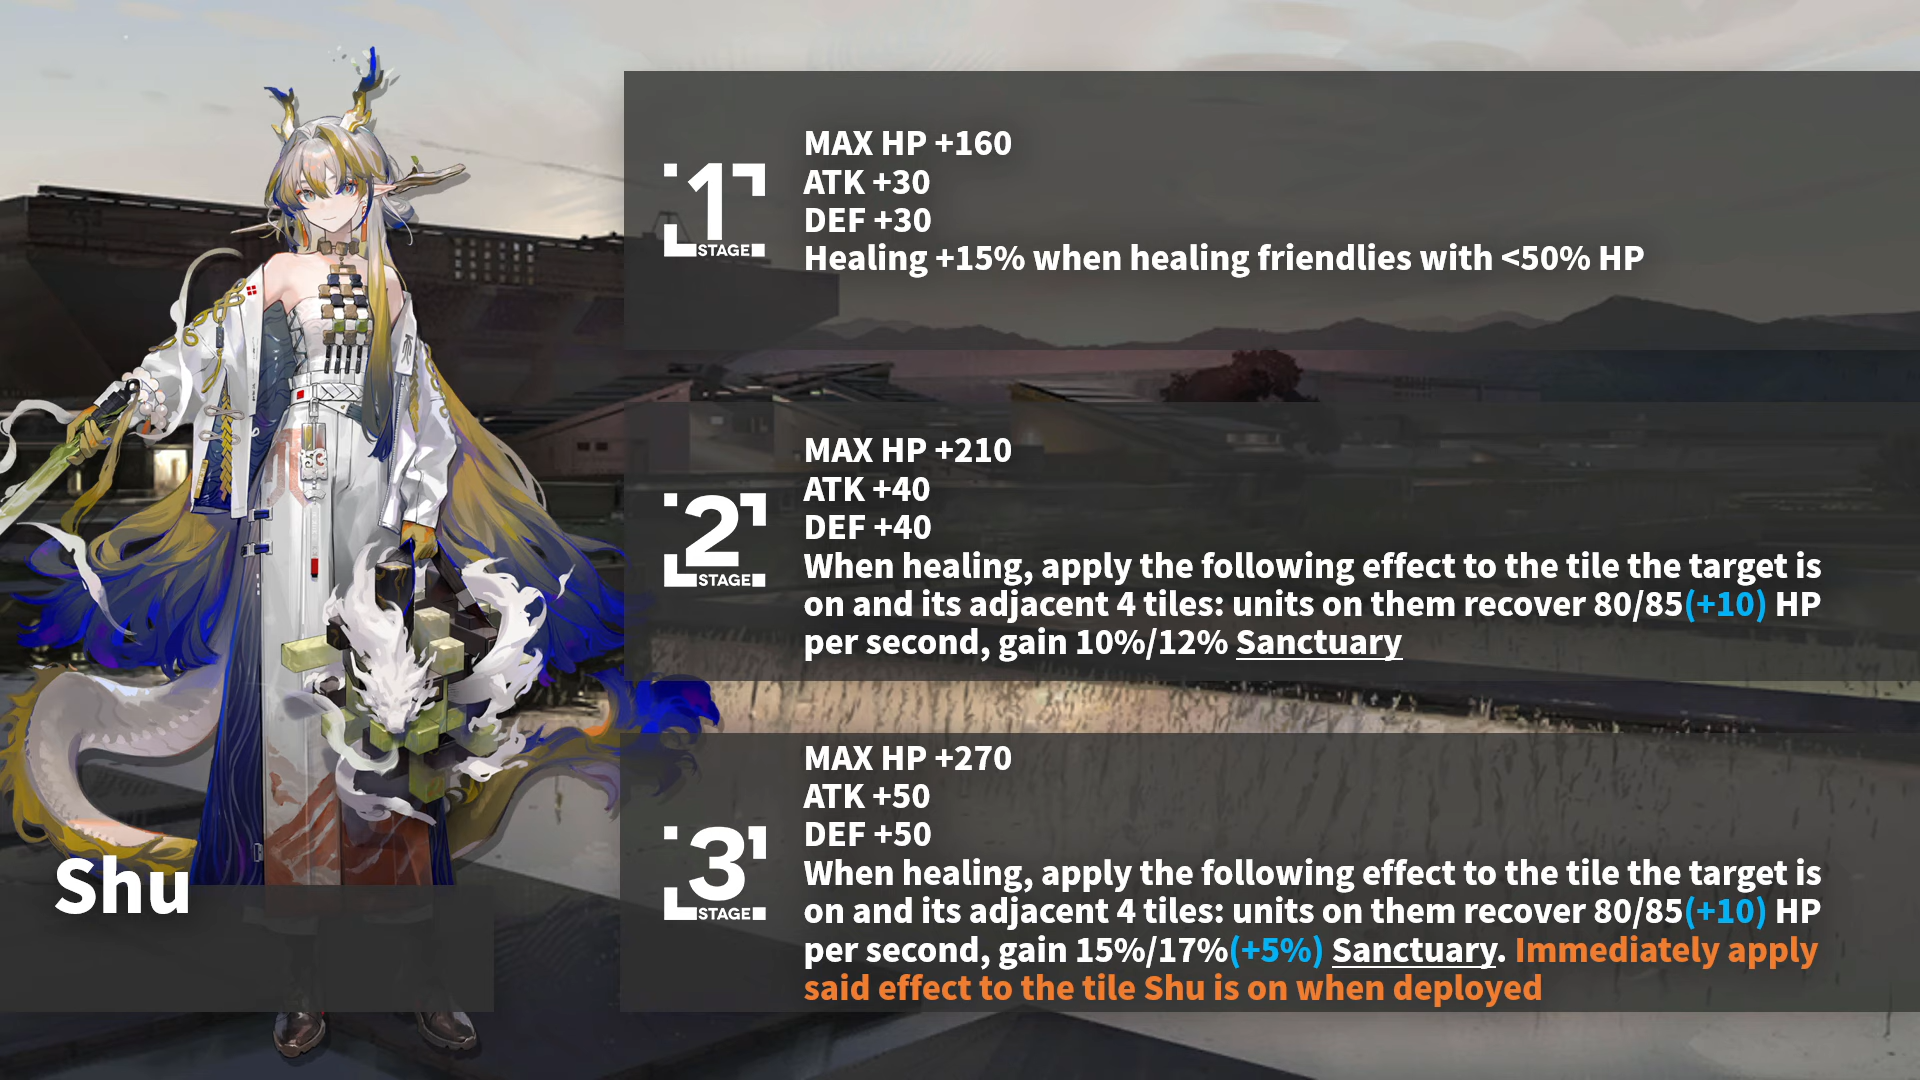 MAX HP +160
ATK +30
DEF +30
Healing +15% when healing friendlies with <50% HP
1
STAGE
MAX HP +210
ATK +40
DEF +40
When healing, apply the following effect to the tile the target is
on and its adjacent 4 tiles: units on them recover 80/85(+10) HP
per second, gain 10%/12% Sanctuary
2
STAGE
MAX HP +270
ATK +50
DEF +50
When healing, apply the following effect to the tile the target is
on and its adjacent 4 tiles: units on them recover 80/85(+10) HP
per second, gain 15%/17%(+5%) Sanctuary. Immediately apply
said effect to the tile Shu is on when deployed
3
STAGE
Shu